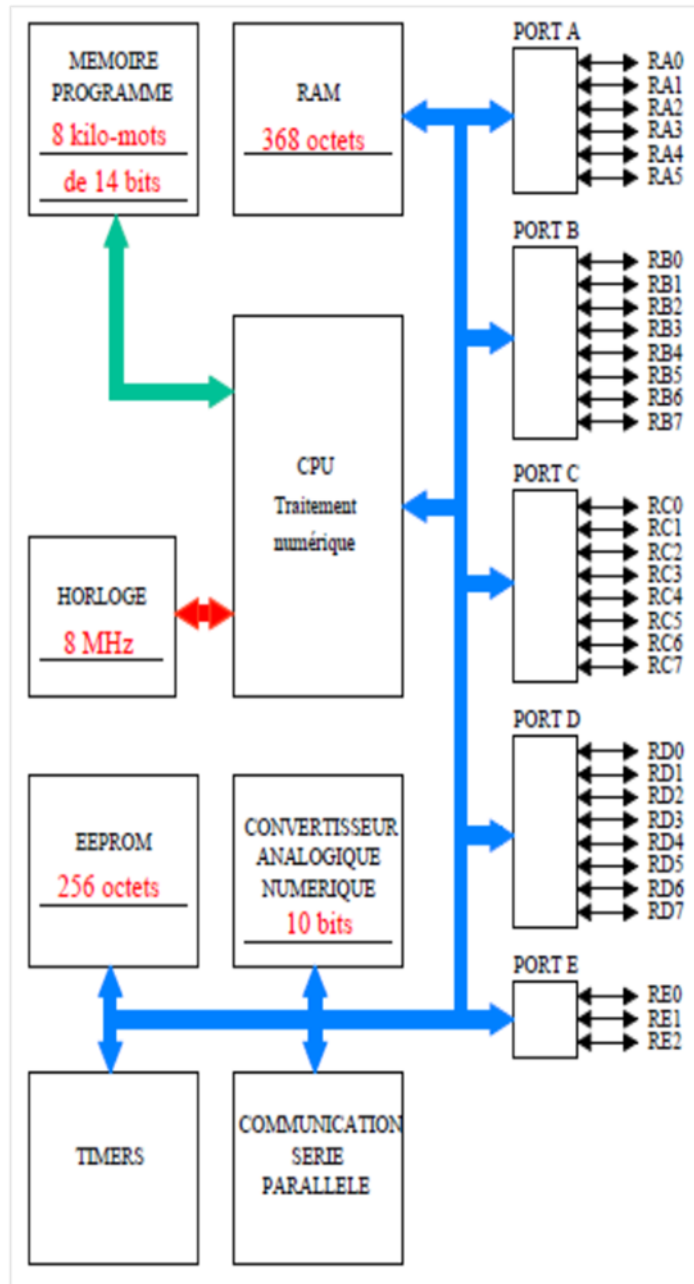 MEMOIRE
PROGRAMME
8 kilo-mots
de 14 bits
RAM
368 octets
PORT A
RA0
RA1
RA2
RA3
RA4
RA5
PORT B
RB0
RB1
RB2
RB3
RB4
RB5
RB6
RB7
CPU
Traitement
numérique
HORLOGE
8 MHz
PORT C
RC0
RC1
RC2
RC3
RC4
RC5
RC6
RC7
PORT D
RD0
RD1
RD2
RD3
RD4
RD5
RD6
RD7
EEPROM
256 octets
CONVERTISSEUR
ANALOGIQUE
NUMERIQUE
10 bits
PORT E
RE0
RE1
RE2
TIMERS
COMMUNICATION
SERIE
PARALLELE